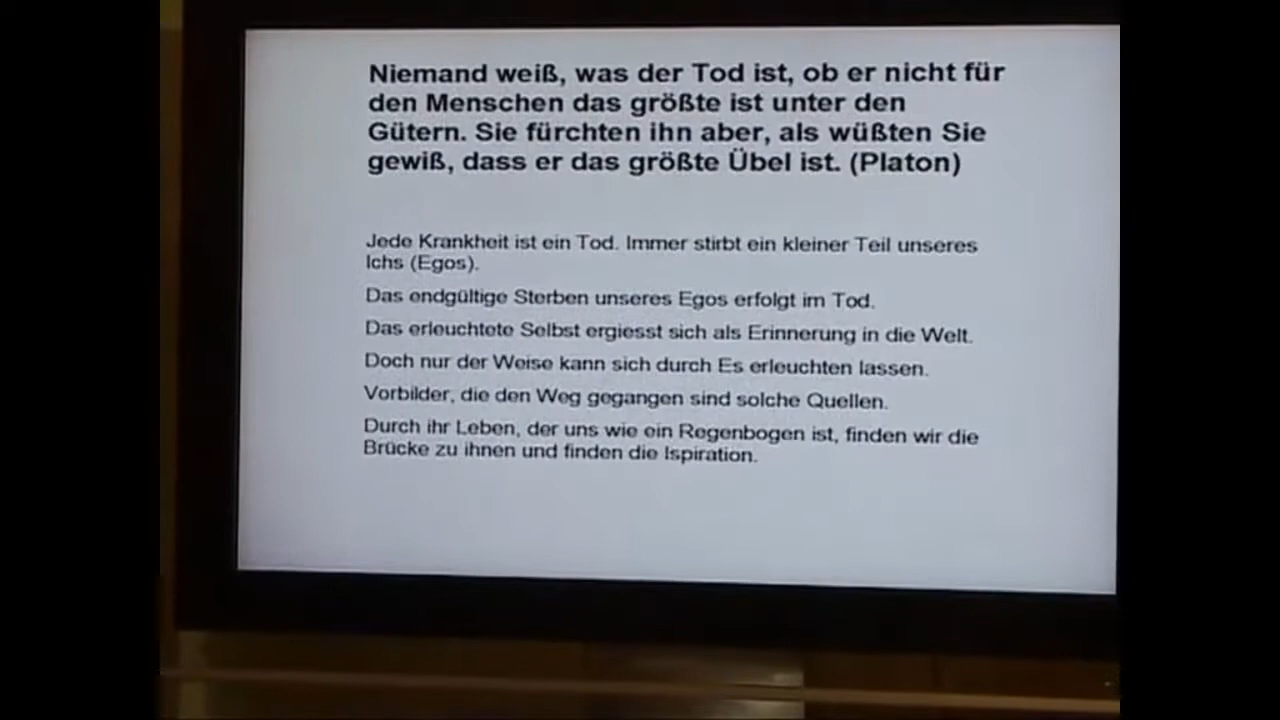 Niemand weiß, was der Tod ist, ob er nicht für
den Menschen das größte ist unter den
Gütern. Sie fürchten ihn aber, als wüßten Sie
gewiß, dass er das größte Übel ist. (Platon)
Jede Krankheit ist ein Tod. Immer stirbt ein kleiner Teil unseres
Ichs (Egos).
Das endgültige Sterben unseres Egos erfolgt im Tod.
Das erleuchtete Selbst ergiesst sich als Erinnerung in die Welt.
Doch nur der Weise kann sich durch Es erleuchten lassen.
Vorbilder, die den Weg gegangen sind solche Quellen.
Durch ihr Leben, der uns wie ein Regenbogen ist, finden wir die
Brücke zu ihnen und finden die Ispiration.